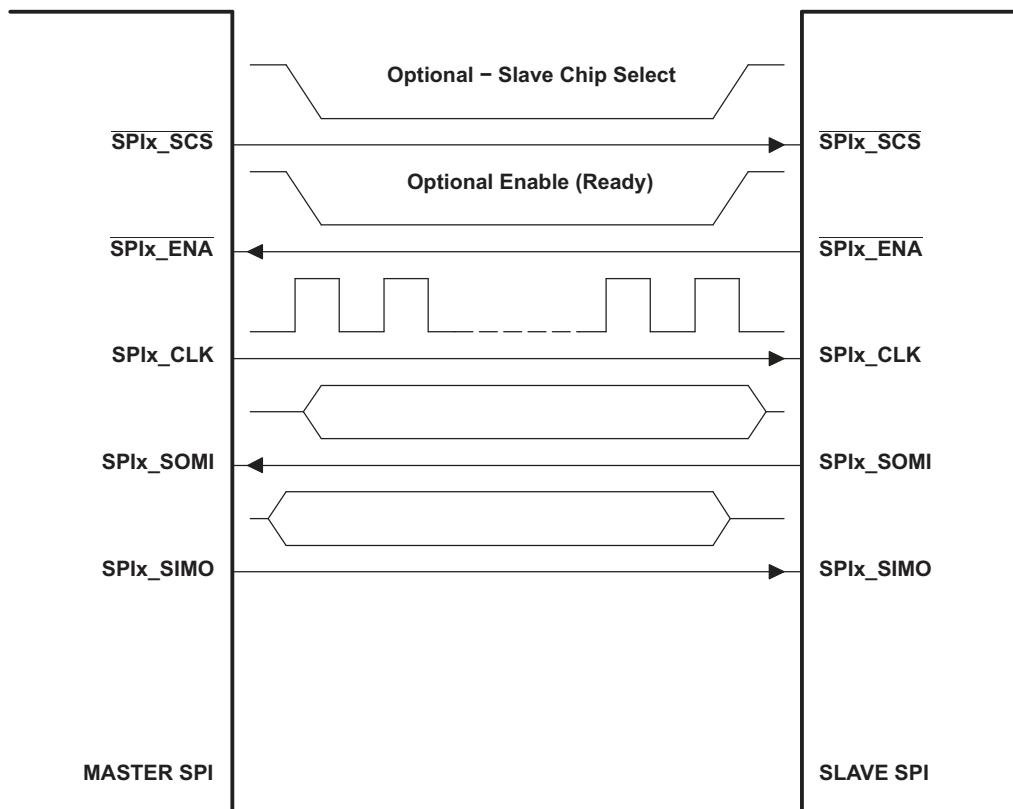 Optional − Slave Chip Select
SPIx_SCS SPIx_SCS
Optional Enable (Ready)
SPIx_ENA SPIx_ENA
SPIx_CLK SPIx_CLK
SPIx_SOMI SPIx_SOMI
SPIx_SIMO SPIx_SIMO
MASTER SPI SLAVE SPI